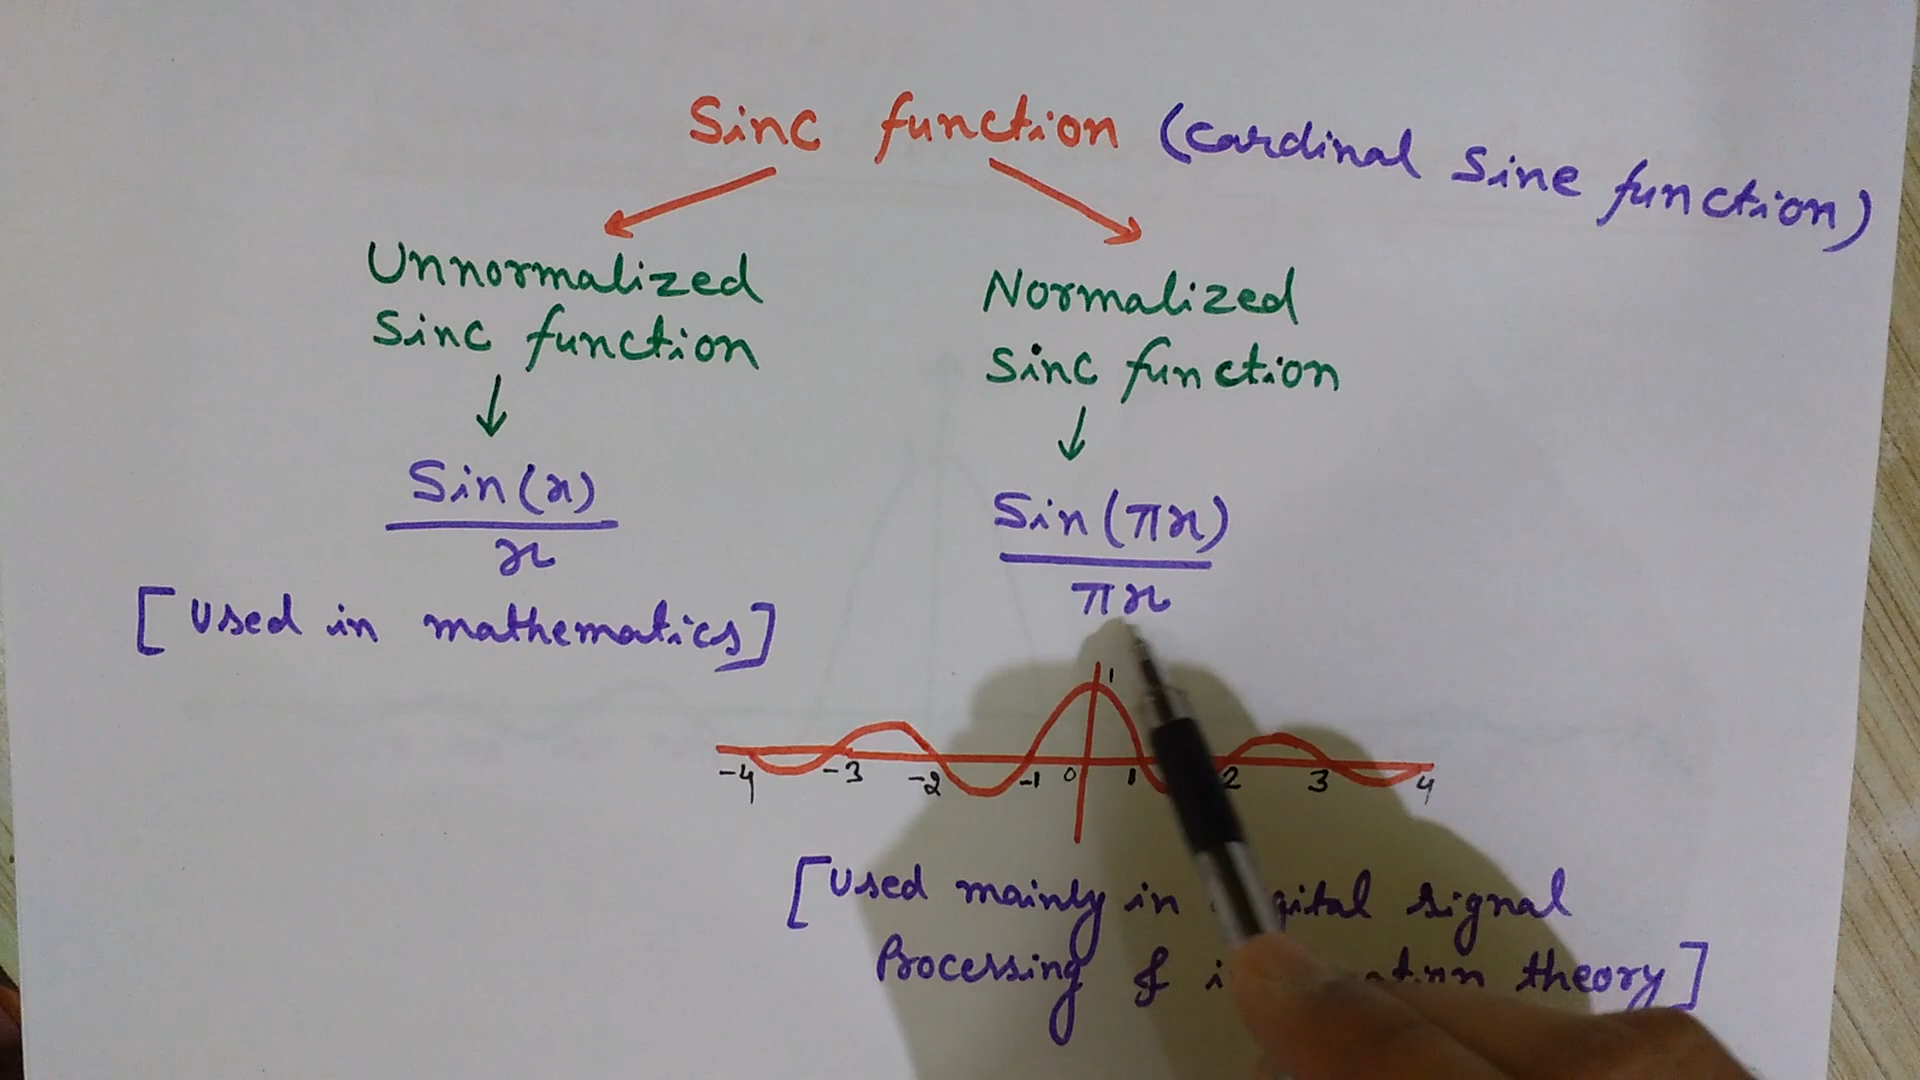 Sinc function (Cardinal Sine function)
Unnormalized
Sinc function
Normalized
Sinc function
Sin(x)
x
Sin(πx)
πx
[Used in mathematics]
1
-4 -3 -2 -1 0 1 2 3 4
[Used mainly in signal
Processing & theory]